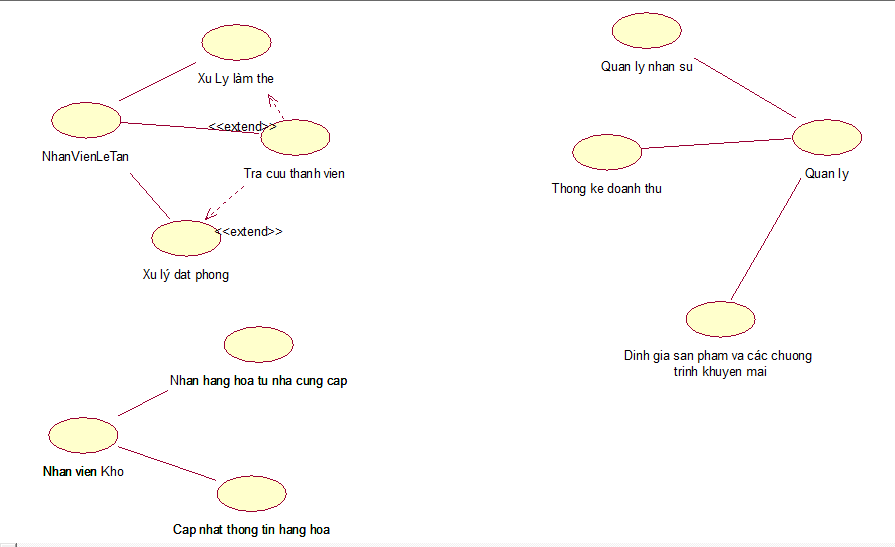 Quan ly nhan su
Xu Ly làm the
<<extend>>
NhanVienLeTan
Tra cuu thanh vien
Quan ly
Thong ke doanh thu
<<extend>>
Xu lý dat phong
Dinh gia san pham va các chuong
trinh khuyen mai
Nhan hang hoa tu nha cung cap
Nhan vien Kho
Cap nhat thong tin hang hoa